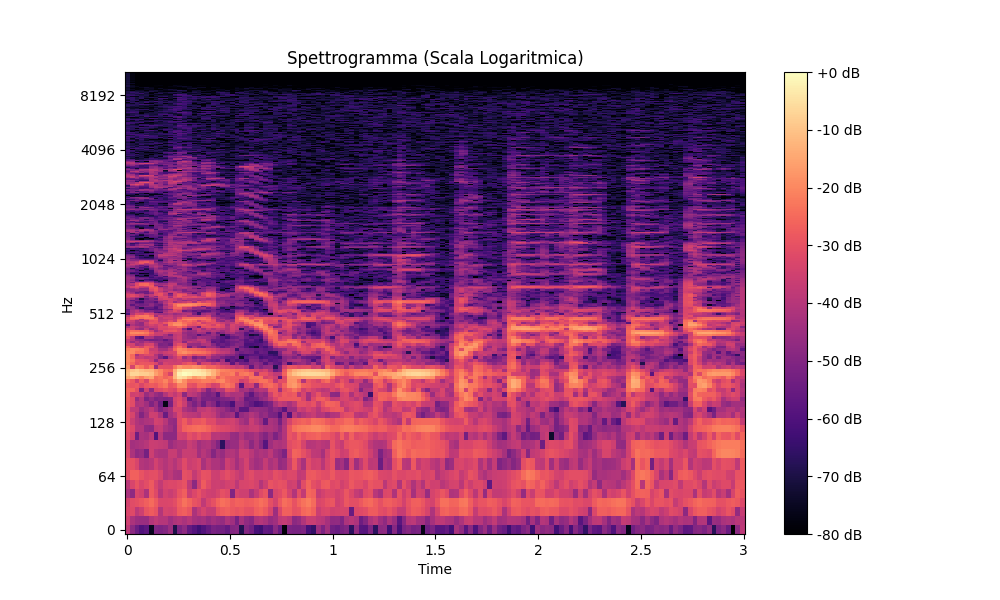 Spettrogramma (Scala Logaritmica)
8192
4096
2048
1024
512
256
128
64
0
Hz
0
0.5
1
1.5
2
2.5
3
Time
+0 dB
-10 dB
-20 dB
-30 dB
-40 dB
-50 dB
-60 dB
-70 dB
-80 dB